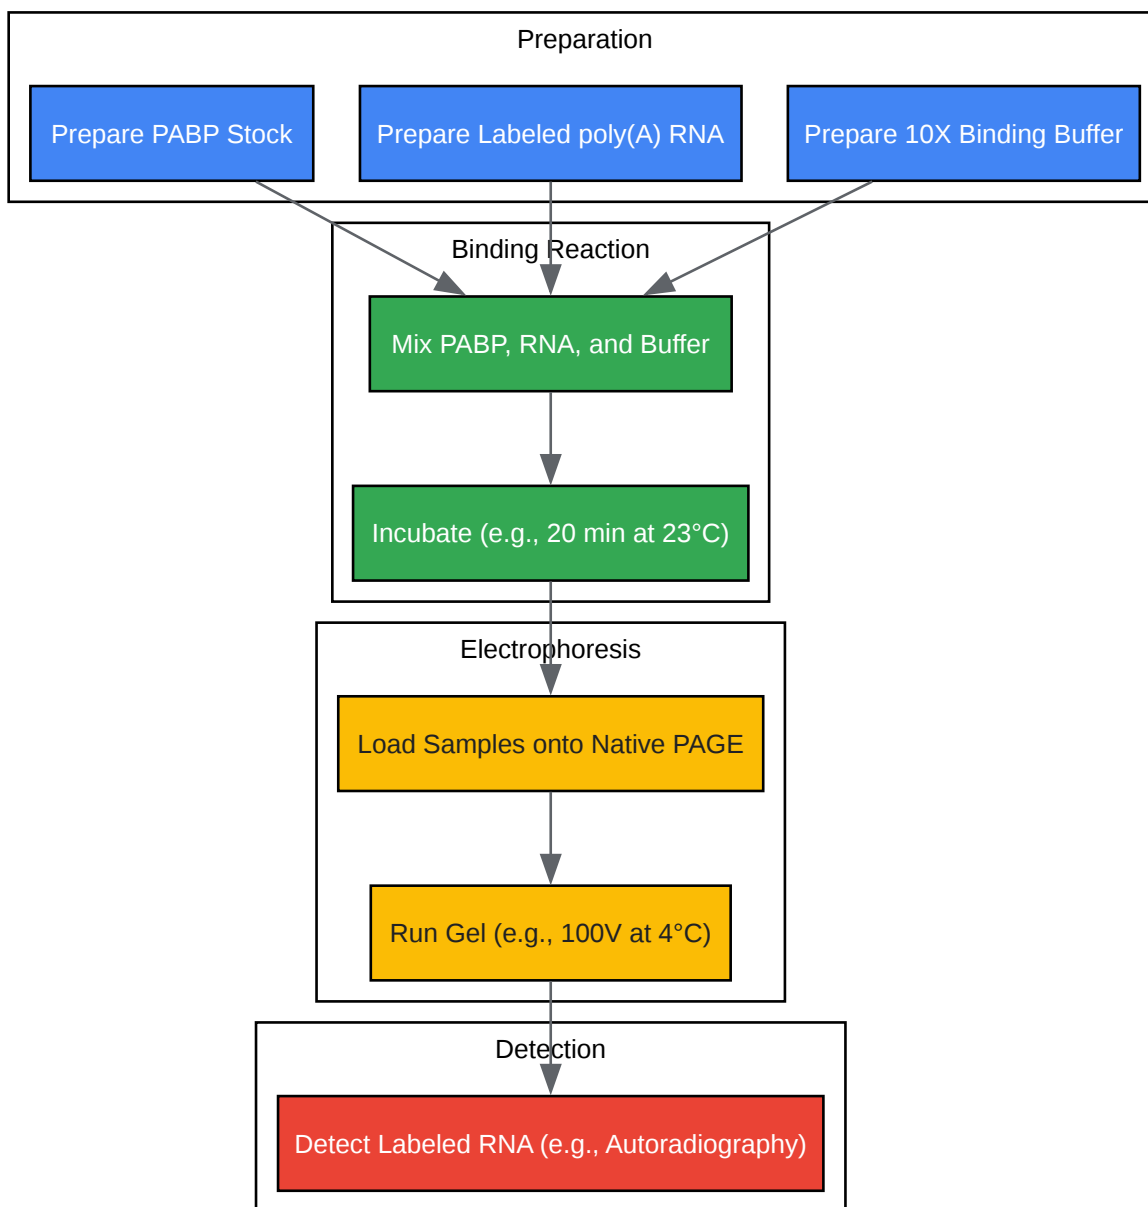 Preparation
Prepare PABP Stock
Prepare Labeled poly(A) RNA
Prepare 10X Binding Buffer
Binding Reaction
Mix PABP, RNA, and Buffer
Incubate (e.g., 20 min at 23°C)
Electrophoresis
Load Samples onto Native PAGE
Run Gel (e.g., 100V at 4°C)
Detection
Detect Labeled RNA (e.g., Autoradiography)